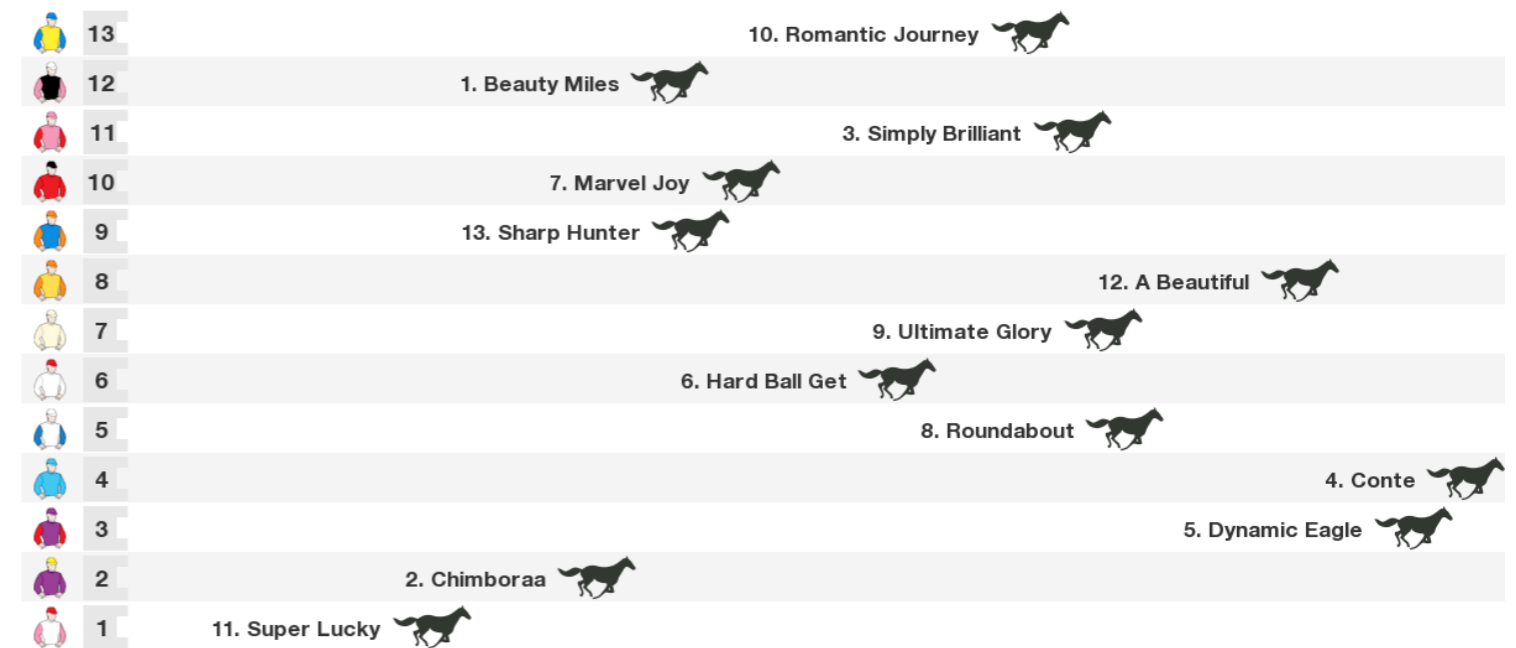 13 10. Romantic Journey
12 1. Beauty Miles
11 3. Simply Brilliant
10 7. Marvel Joy
9 13. Sharp Hunter
8 12. A Beautiful
7 9. Ultimate Glory
6 6. Hard Ball Get
5 8. Roundabout
4 4. Conte
3 5. Dynamic Eagle
2 2. Chimboraa
1 11. Super Lucky